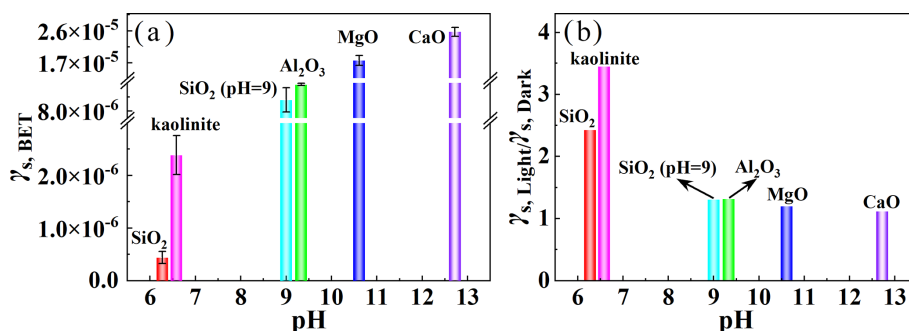 (a)
2.6×10⁻⁵
1.7×10⁻⁵
8.0×10⁻⁶
2.0×10⁻⁶
1.0×10⁻⁶
0.0
γs, BET
SiO₂
kaolinite
SiO₂ (pH=9)
Al₂O₃
MgO
CaO
6 7 8 9 10 11 12 13
pH
(b)
4
3
2
1
0
γs, Light/γs, Dark
SiO₂
kaolinite
SiO₂ (pH=9)
Al₂O₃
MgO
CaO
6 7 8 9 10 11 12 13
pH